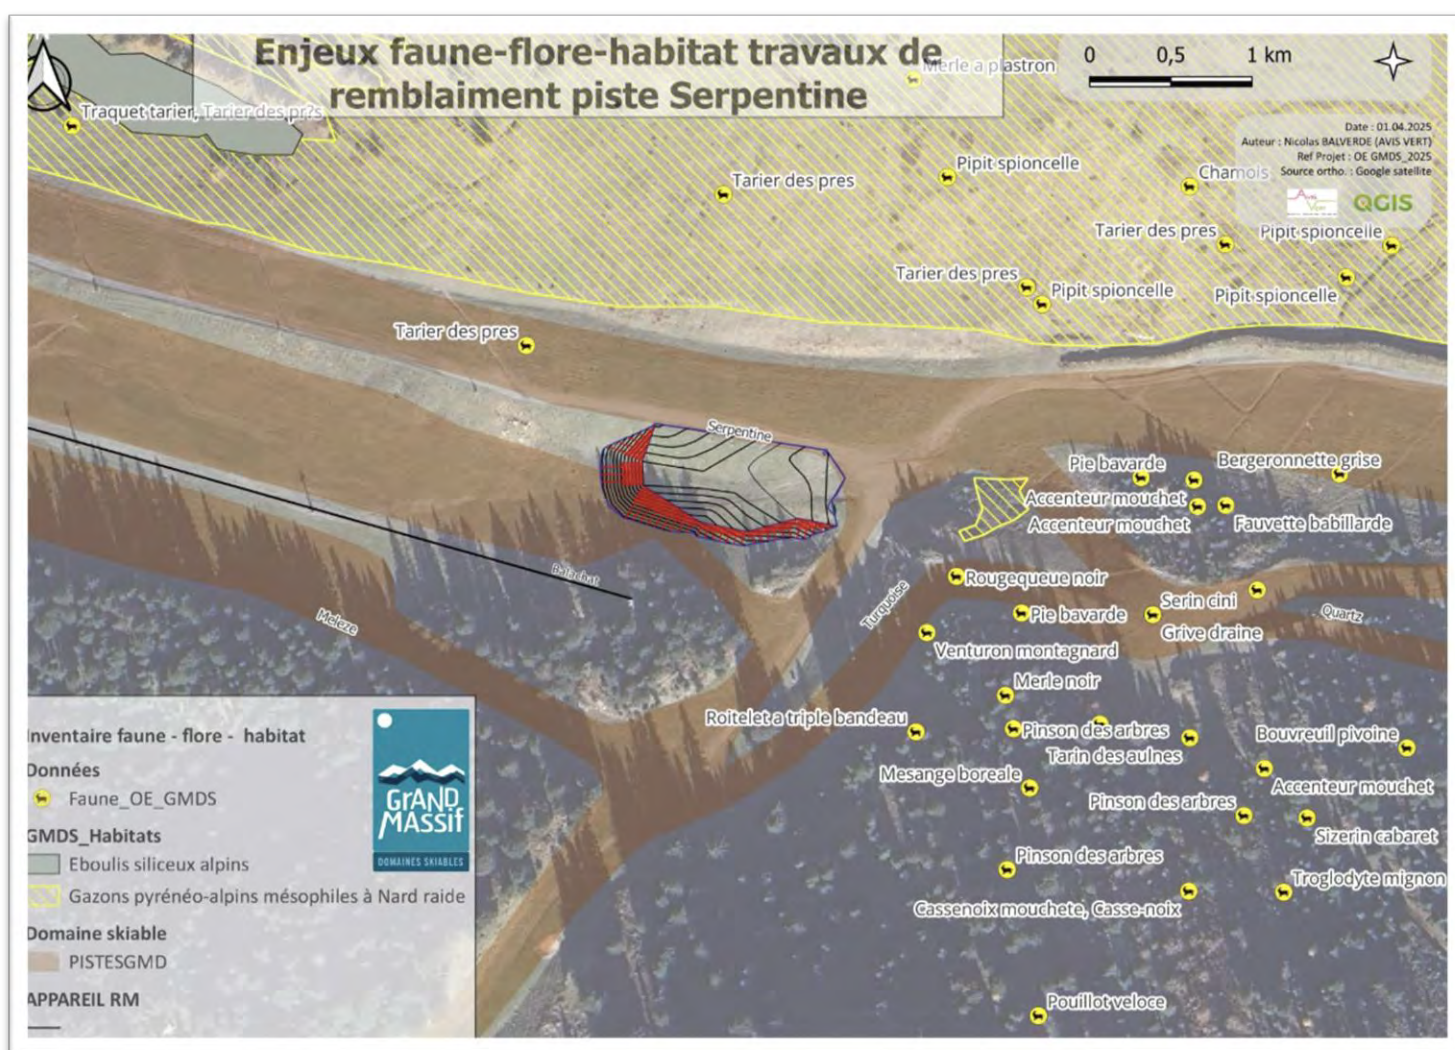 Enjeux faune-flore-habitat travaux de
remblaiment piste Serpentine
0 0,5 1 km
Merle a plastron
Traquet tarier, Tarier des pr?s
Date : 01.04.2025
Auteur : Nicolas BALVERDE (AVIS VERT)
Ref Projet : OE GMDS_2025
Source ortho. : Google satellite
Avis Vert
QGIS
Pipit spioncelle
Chamois
Tarier des pres
Tarier des pres
Pipit spioncelle
Tarier des pres
Pipit spioncelle
Pipit spioncelle
Tarier des pres
Serpentine
Pie bavarde
Bergeronnette grise
Accenteur mouchet
Accenteur mouchet
Fauvette babillarde
Balachat
Rougequeue noir
Turquoise
Serin cini
Meleze
Pie bavarde
Quartz
Grive draine
Venturon montagnard
Merle noir
Roitelet a triple bandeau
Pinson des arbres
Bouvreuil pivoine
Tarin des aulnes
Mesange boreale
Accenteur mouchet
Pinson des arbres
Sizerin cabaret
Pinson des arbres
Troglodyte mignon
Cassenoix mouchete, Casse-noix
Pouillot veloce
Inventaire faune - flore - habitat
Données
Faune_OE_GMDS
GMDS_Habitats
Eboulis siliceux alpins
Gazons pyrénéo-alpins mésophiles à Nard raide
Domaine skiable
PISTESGMD
APPAREIL RM
GRAND
MASSIF
DOMAINES SKIABLES